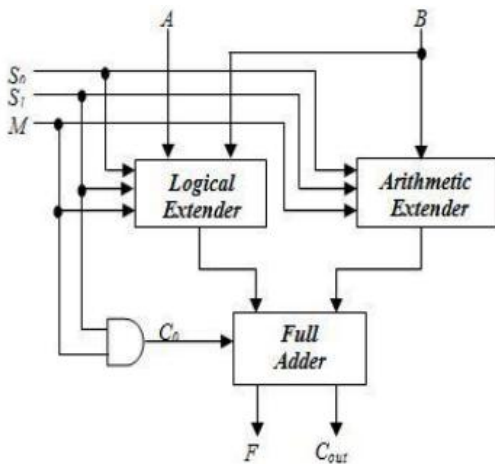 A B
S₀
S₁
M
Logical
Extender
Arithmetic
Extender
C₀
Full
Adder
F Cout